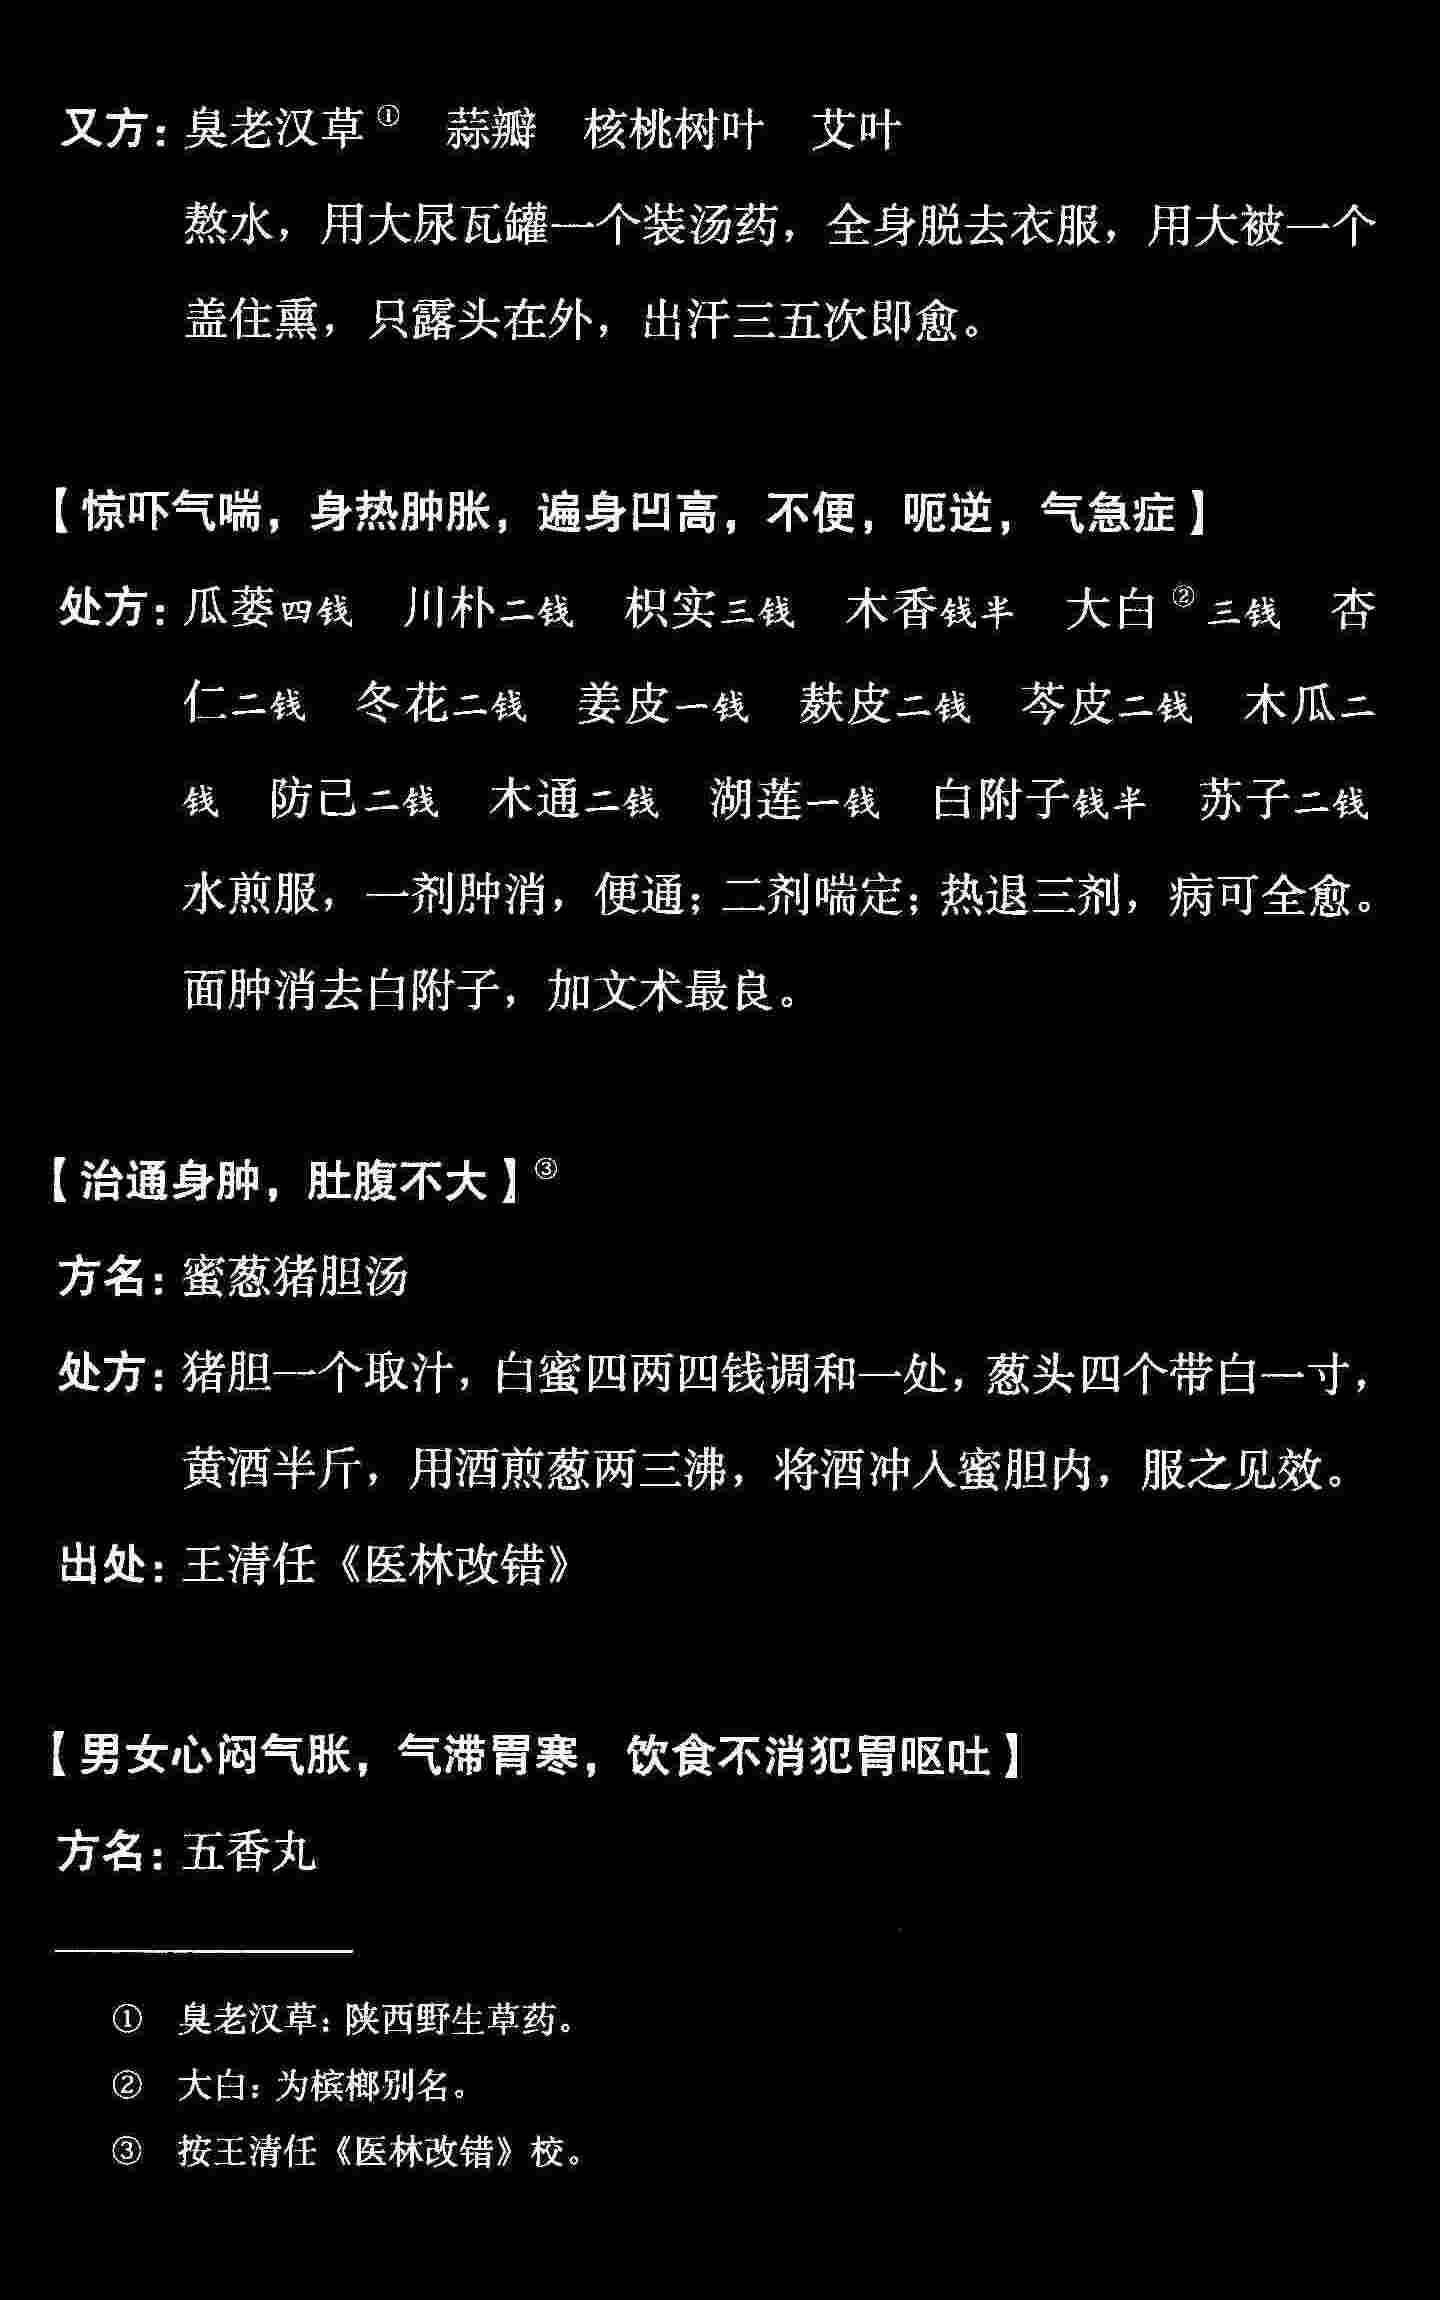 又方：臭老汉草① 蒜瓣 核桃树叶 艾叶
熬水，用大尿瓦罐一个装汤药，全身脱去衣服，用大被一个
盖住熏，只露头在外，出汗三五次即愈。
【惊吓气喘，身热肿胀，遍身凹高，不便，呃逆，气急症】
处方：瓜蒌四钱 川朴二钱 枳实三钱 木香钱半 大白②三钱 杏
仁二钱 冬花二钱 姜皮一钱 麸皮二钱 芩皮二钱 木瓜二
钱 防己二钱 木通二钱 湖莲一钱 白附子钱半 苏子二钱
水煎服，一剂肿消，便通；二剂喘定；热退三剂，病可全愈。
面肿消去白附子，加文术最良。
【治通身肿，肚腹不大】③
方名：蜜葱猪胆汤
处方：猪胆一个取汁，白蜜四两四钱调和一处，葱头四个带白一寸，
黄酒半斤，用酒煎葱两三沸，将酒冲入蜜胆内，服之见效。
出处：王清任《医林改错》
【男女心闷气胀，气滞胃寒，饮食不消犯胃呕吐】
方名：五香丸
① 臭老汉草：陕西野生草药。
② 大白：为槟榔别名。
③ 按王清任《医林改错》校。